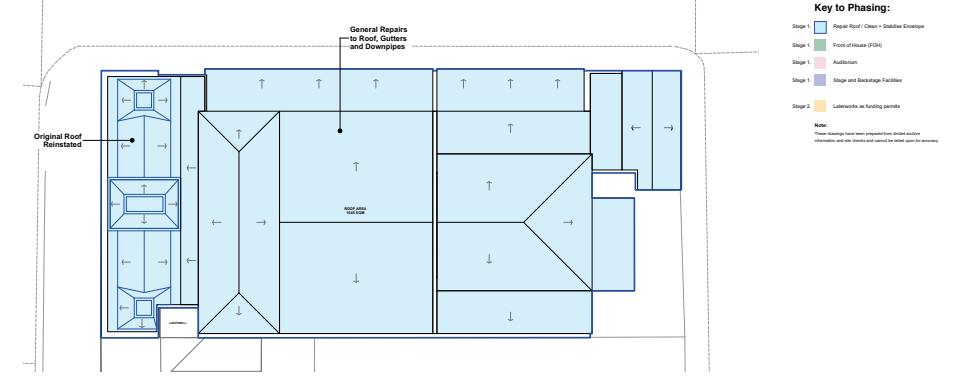 Key to Phasing:
Stage 1. Repair Roof / Clean + Stabilise Envelope
Stage 1. Front of House (FOH)
Stage 1. Auditorium
Stage 1. Stage and Backstage Facilities
Stage 2. Laterworks as funding permits
Note:
These drawings have been prepared from limited archive
information and site checks and cannot be relied upon for accuracy.
General Repairs
to Roof, Gutters
and Downpipes
Original Roof
Reinstated
ROOF AREA
1045 SQM
LIGHTWELL